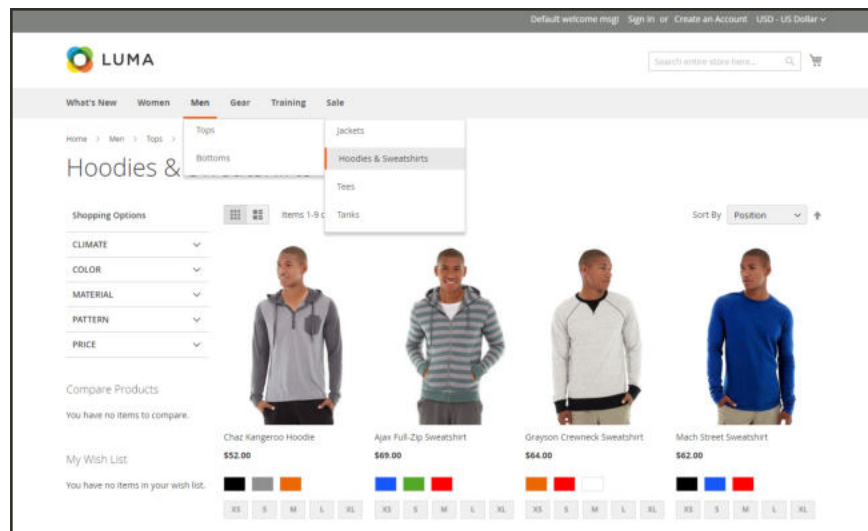 Default welcome msg! Sign In or Create an Account USD - US Dollar
LUMA
Search entire store here...
What's New Women Men Gear Training Sale
Home > Men > Tops >
Tops
Bottoms
Jackets
Hoodies & Sweatshirts
Tees
Tanks
Hoodies &
Shopping Options
Items 1-9
Sort By Position
CLIMATE
COLOR
MATERIAL
PATTERN
PRICE
Compare Products
You have no items to compare.
My Wish List
You have no items in your wish list.
Chaz Kangeroo Hoodie
$52.00
XS S M L XL
Ajax Full-Zip Sweatshirt
$69.00
XS S M L XL
Grayson Crewneck Sweatshirt
$64.00
XS S M L XL
Mach Street Sweatshirt
$62.00
XS S M L XL